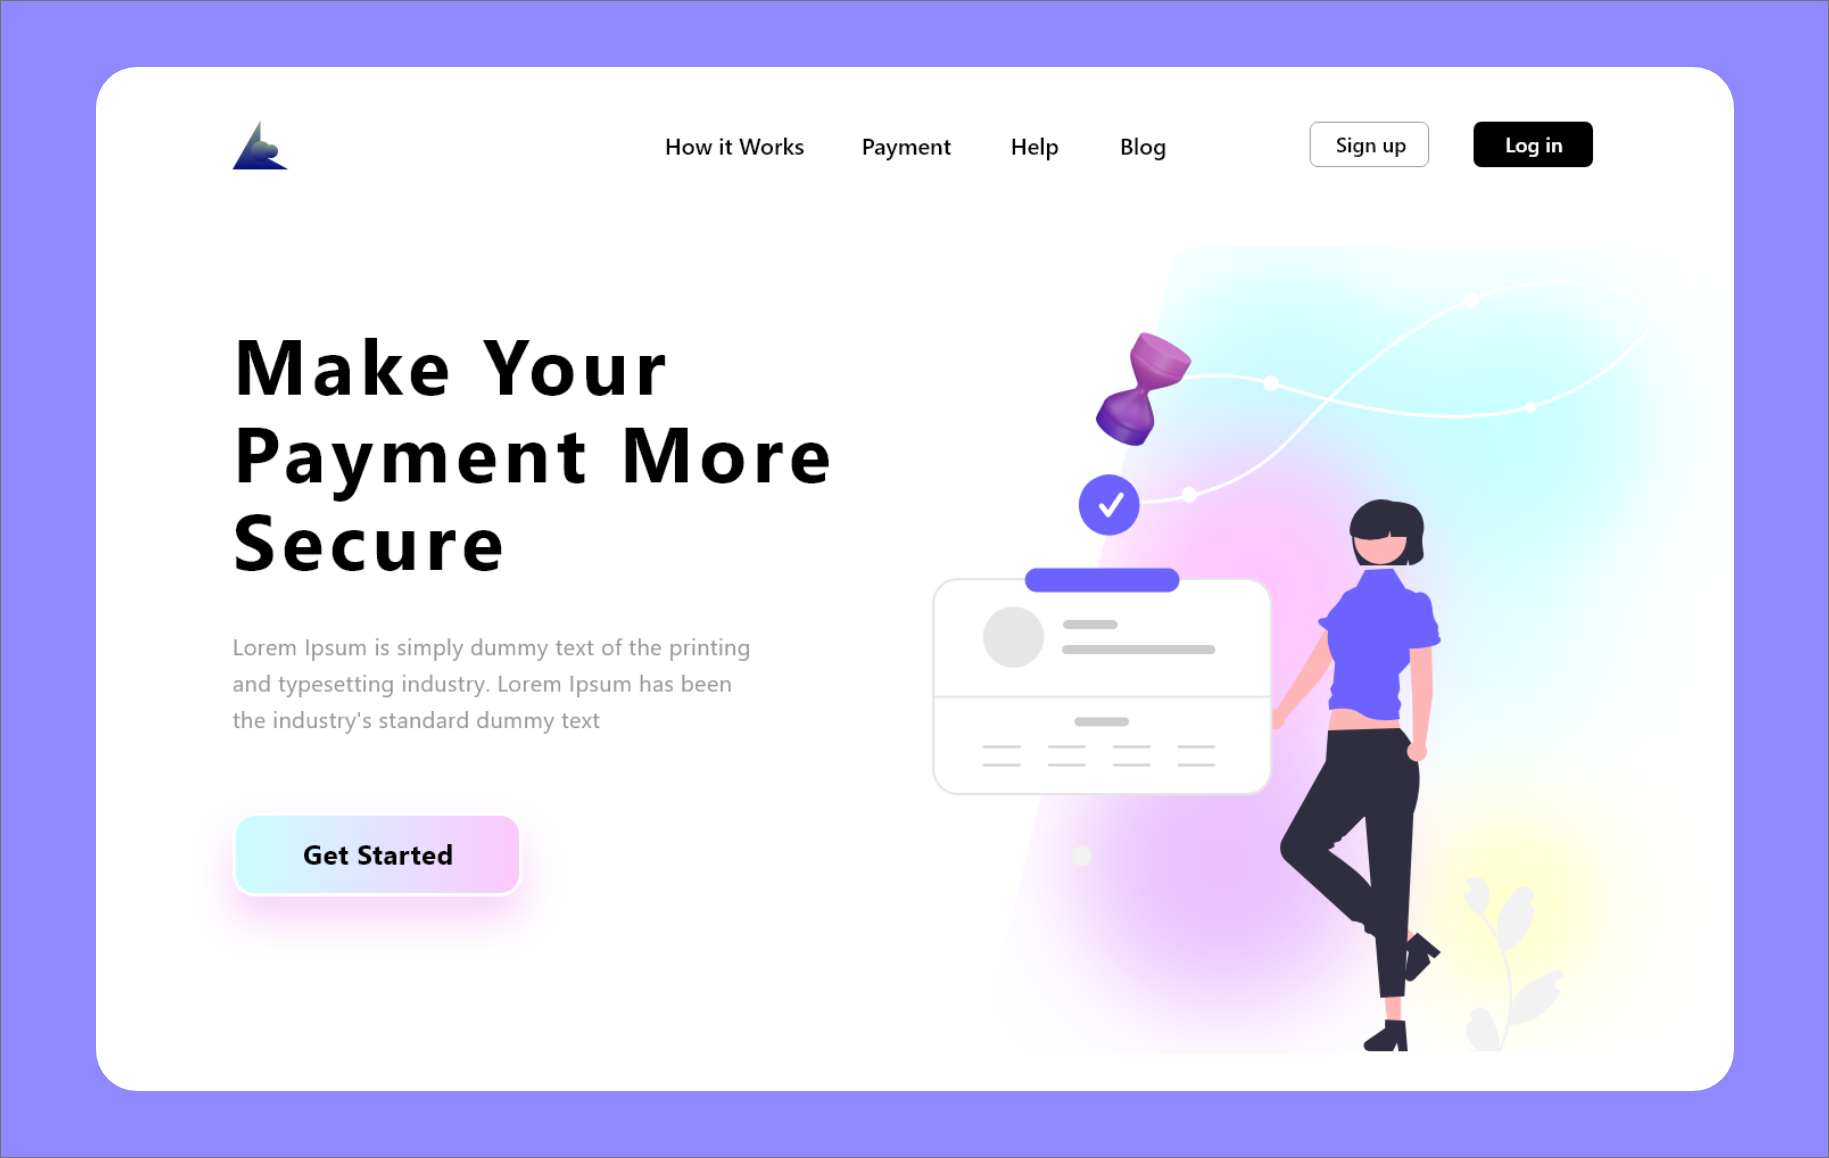 How it Works
Payment
Help
Blog
Sign up
Log in
Make Your
Payment More
Secure
Lorem Ipsum is simply dummy text of the printing
and typesetting industry. Lorem Ipsum has been
the industry's standard dummy text
Get Started